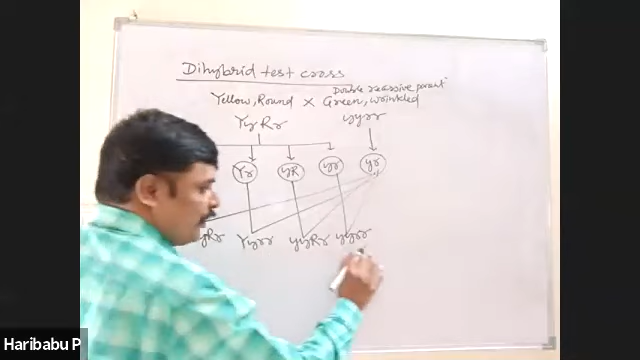 Dihybrid test cross
Double recessive parent
Yellow, Round X Green, wrinkled
YyRr yyrr
Yr yR yr yr
yRr Yyrr yyRr yyrr
Haribabu P